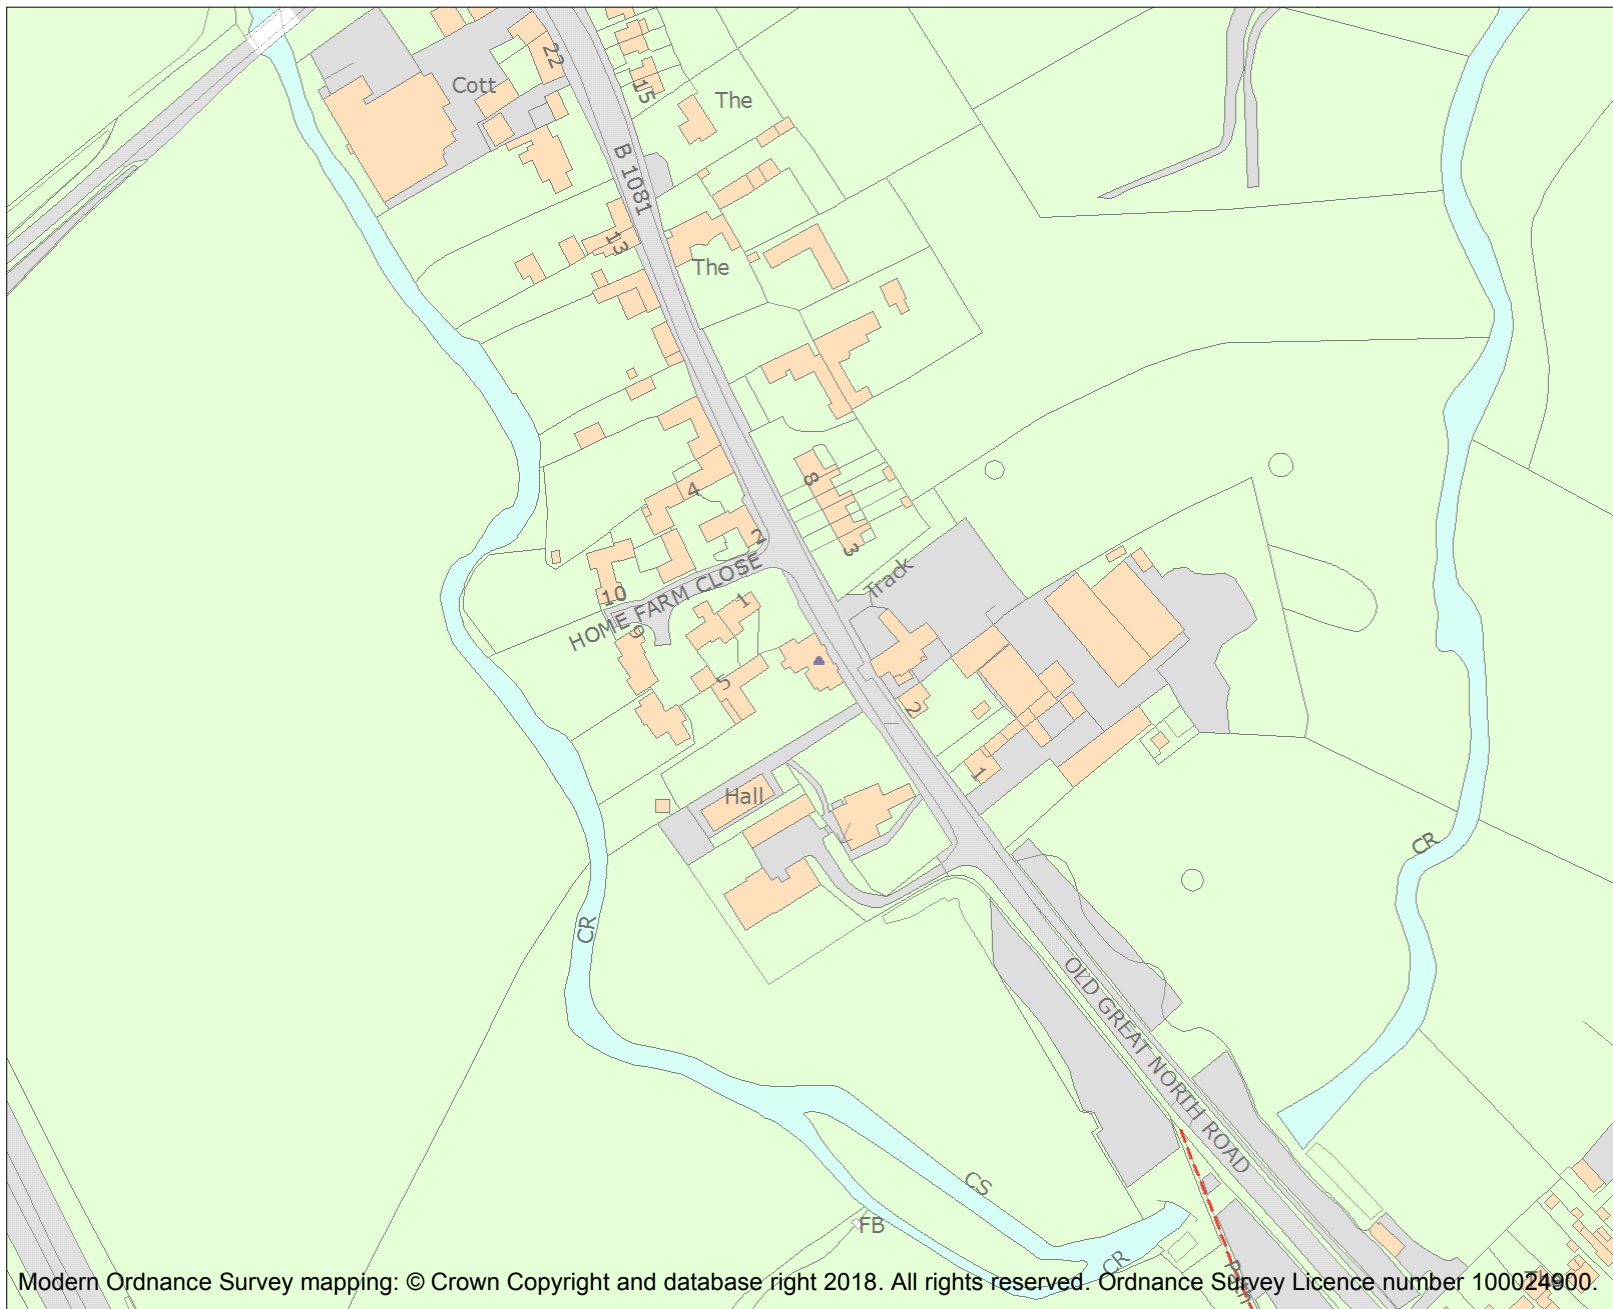 22
Cott
15
The
B 1081
13
The
4
8
2
3
Track
10
HOME FARM CLOSE
1
9
5
2
1
Hall
CR
CR
OLD GREAT NORTH ROAD
CS
FB
CR
Path
The
Modern Ordnance Survey mapping: © Crown Copyright and database right 2018. All rights reserved. Ordnance Survey Licence number 100024900.